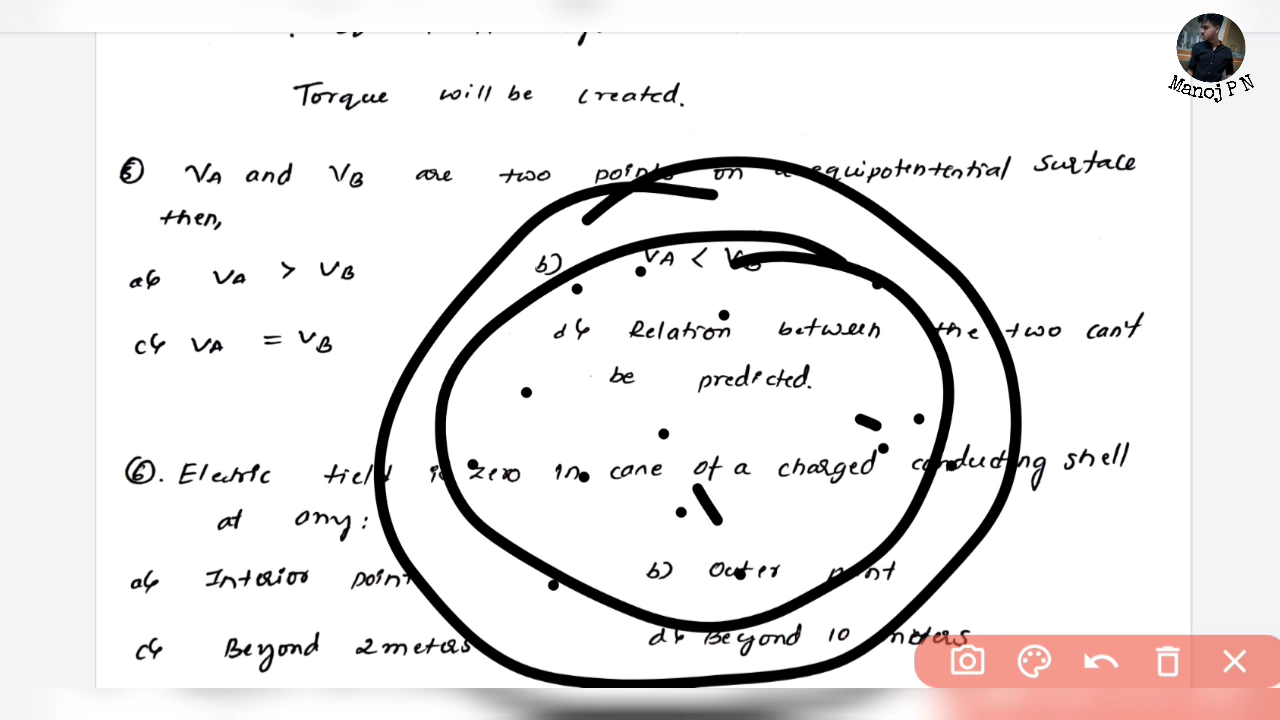 Manoj P N
Torque will be created.
5) VA and VB are two points on a equipotentential surface
then,
a) VA > VB b) VA < VB
c) VA = VB d) Relation between the two can't
be predicted.
6. Electric field is zero in case of a charged conducting shell
at any:
a) Interior point b) Outer point
c) Beyond 2 meters d) Beyond 10 meters